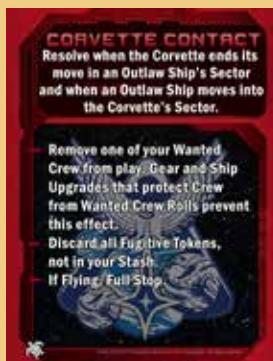 CORVETTE CONTACT
Resolve when the Corvette ends its
move in an Outlaw Ship's Sector
and when an Outlaw Ship moves into
the Corvette's Sector.
- Remove one of your Wanted
Crew from play. Gear and Ship
Upgrades that protect Crew
from Wanted Crew Rolls prevent
this effect.
- Discard all Fugitive Tokens,
not in your Stash.
- If Flying, Full Stop.